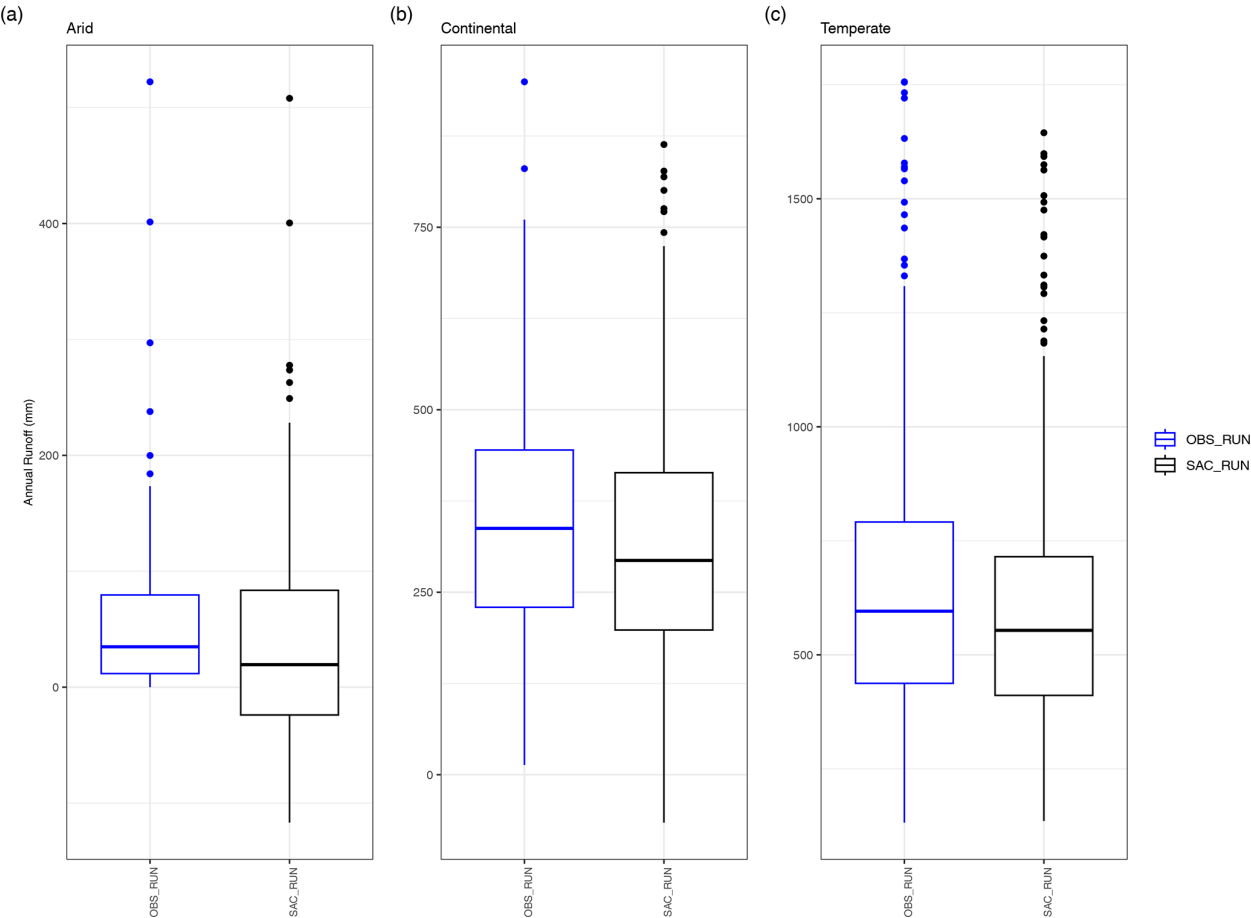 (a)
Arid
400
200
0
Annual Runoff (mm)
OBS_RUN
SAC_RUN
(b)
Continental
750
500
250
0
OBS_RUN
SAC_RUN
(c)
Temperate
1500
1000
500
OBS_RUN
SAC_RUN
OBS_RUN
SAC_RUN